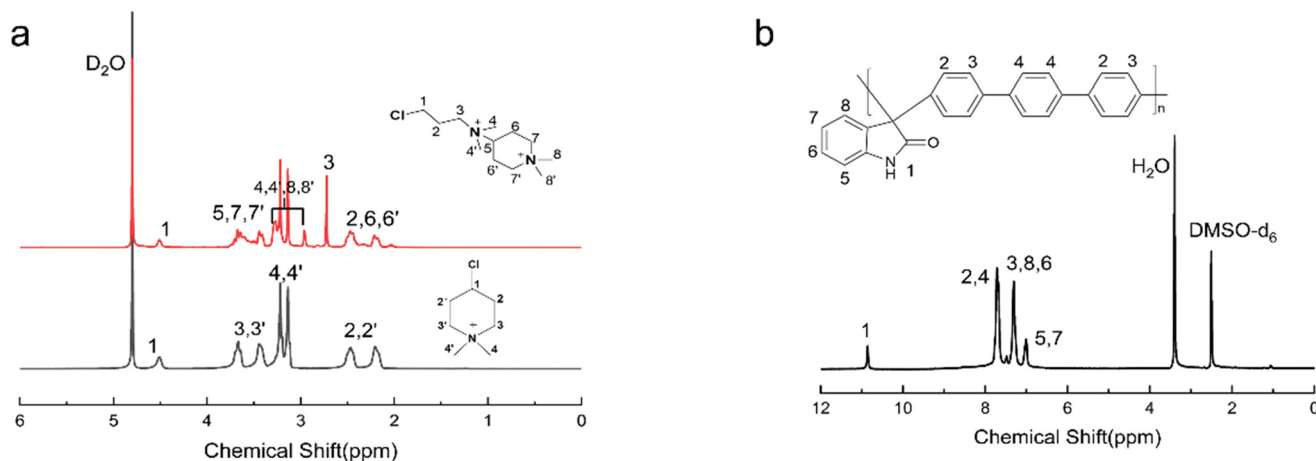 a
D₂O
1
5,7,7'
4,4',8,8'
3
2,6,6'
Cl
1
2
3
N
+
4
4'
5
6
6'
7
7'
N
+
8
8'
1
3,3'
4,4'
2,2'
Cl
1
2'
2
3'
3
N
+
4'
4
6 5 4 3 2 1 0
Chemical Shift(ppm)
b
2 3 4 4 2 3
n
8
7
6
5
O
NH 1
1
2,4
3,8,6
5,7
H₂O
DMSO-d₆
12 10 8 6 4 2 0
Chemical Shift(ppm)